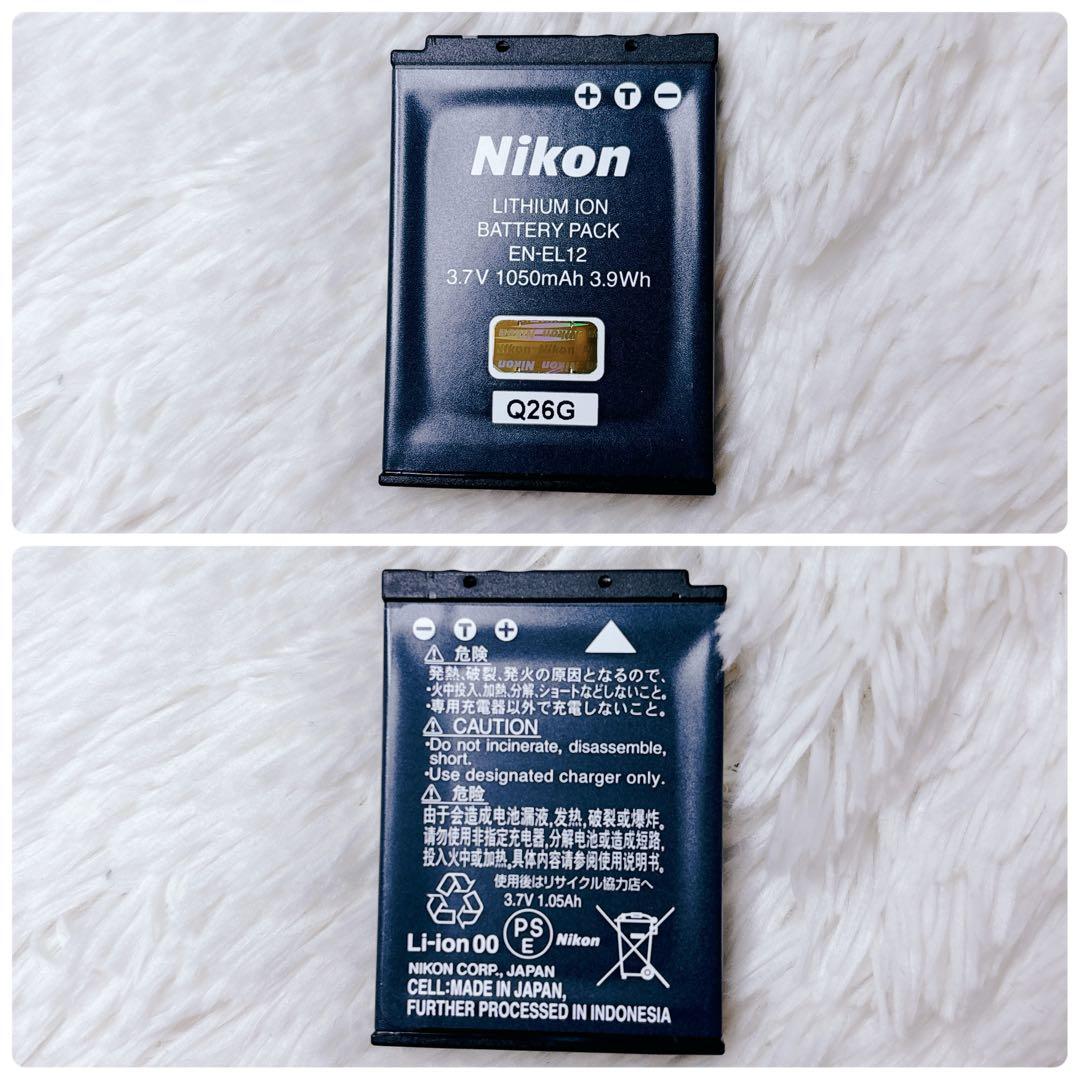 + T −
Nikon
LITHIUM ION
BATTERY PACK
EN-EL12
3.7V 1050mAh 3.9Wh
Nikon Nikon
Nikon Nikon
Q26G
− T +
危険
発熱、破裂、発火の原因となるので、
・火中投入、加熱、分解、ショートなどしないこと。
・専用充電器以外で充電しないこと。
CAUTION
・Do not incinerate, disassemble,
short.
・Use designated charger only.
危险
由于会造成电池漏液,发热,破裂或爆炸。
请勿使用非指定充电器,分解电池或造成短路,
投入火中或加热。具体内容请参阅使用说明书。
使用後はリサイクル協力店へ
3.7V 1.05Ah
Li-ion 00 PS E Nikon
NIKON CORP., JAPAN
CELL:MADE IN JAPAN,
FURTHER PROCESSED IN INDONESIA